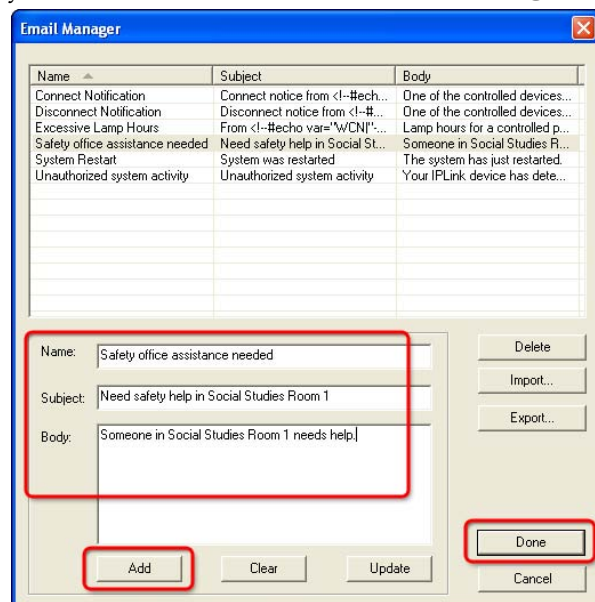 Email Manager
Name Subject Body
Connect Notification Connect notice from <!--#ech... One of the controlled devices...
Disconnect Notification Disconnect notice from <!--#... One of the controlled devices...
Excessive Lamp Hours From <!--#echo var="WCN|"-... Lamp hours for a controlled p...
Safety office assistance needed Need safety help in Social St... Someone in Social Studies R...
System Restart System was restarted The system has just restarted.
Unauthorized system activity Unauthorized system activity Your IPLink device has dete...
Name: Safety office assistance needed
Delete
Import...
Subject: Need safety help in Social Studies Room 1
Export...
Body: Someone in Social Studies Room 1 needs help.
Done
Add Clear Update
Cancel